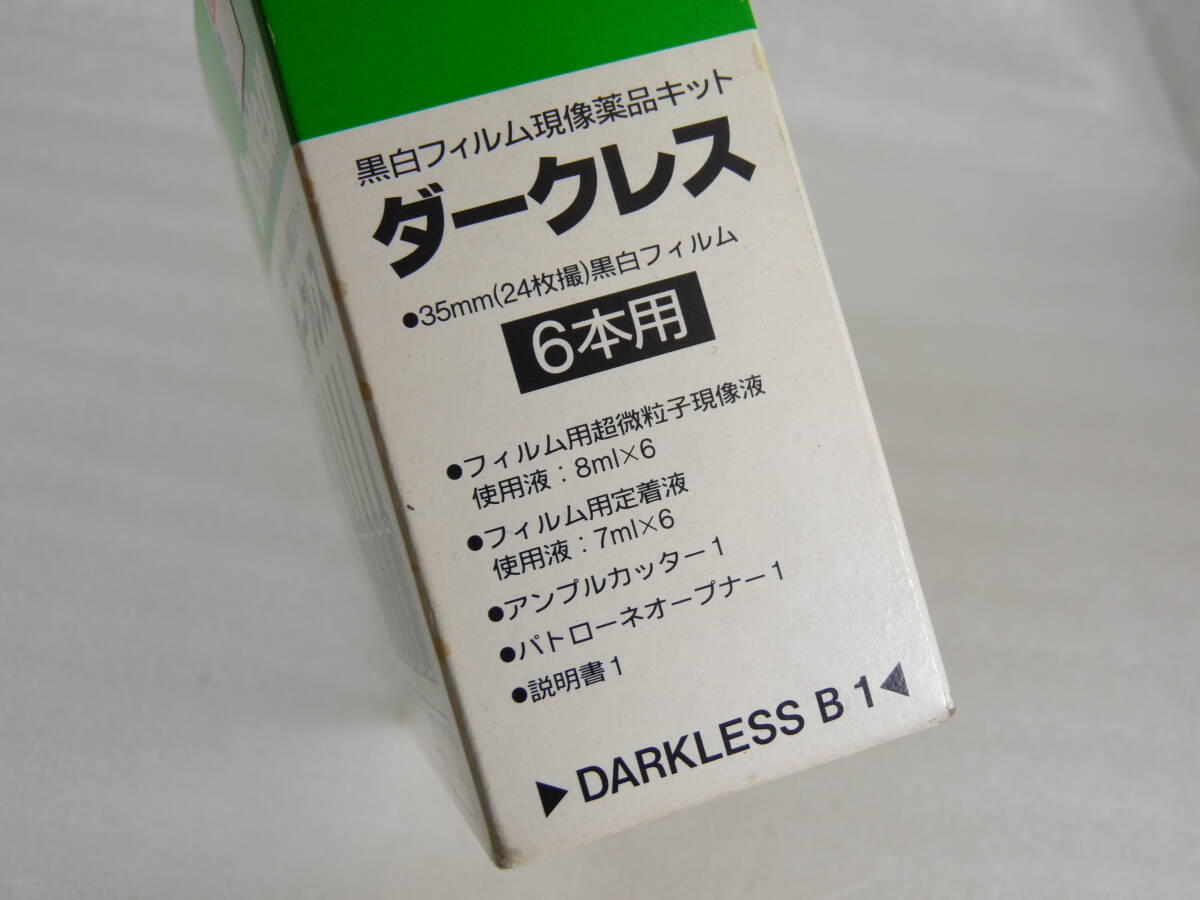 黒白フィルム現像薬品キット
ダークレス
●35mm(24枚撮)黒白フィルム
6本用
●フィルム用超微粒子現像液
使用液：8ml×6
●フィルム用定着液
使用液：7ml×6
●アンプルカッター1
●パトローネオープナー1
●説明書1
▶DARKLESS B 1◀